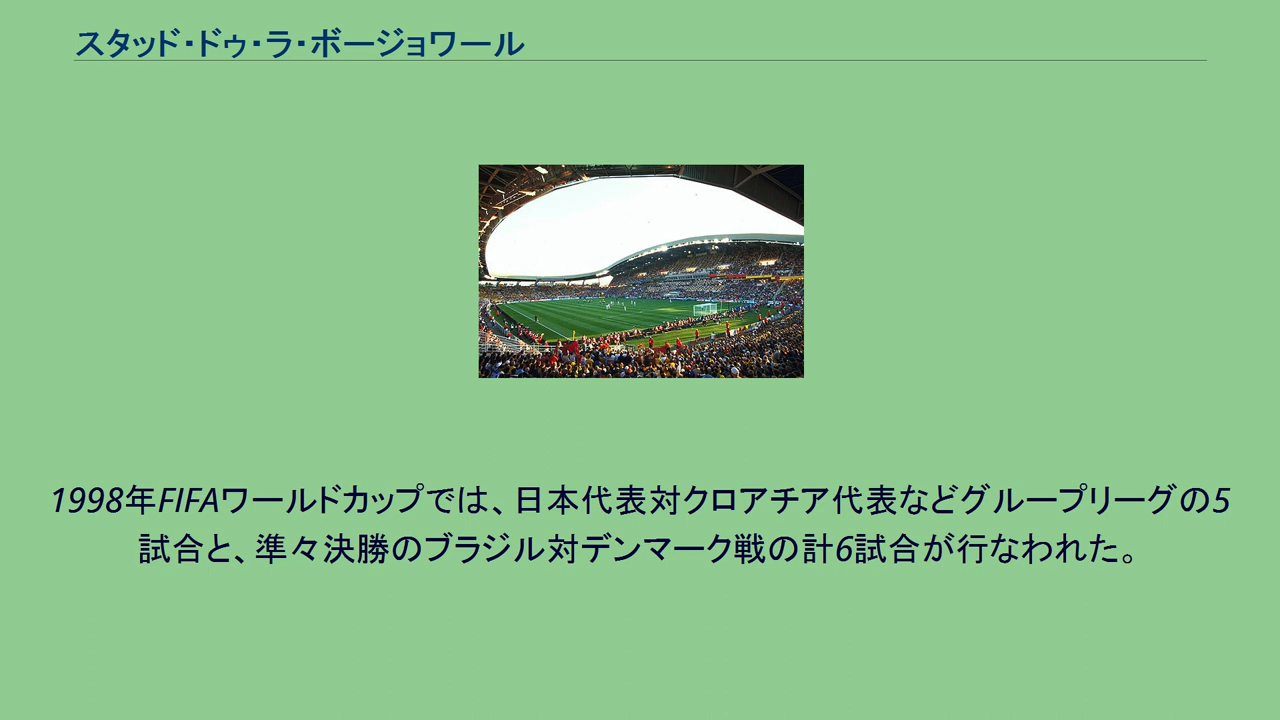 スタッド・ドゥ・ラ・ボージョワール
1998年FIFAワールドカップでは、日本代表対クロアチア代表などグループリーグの5
試合と、準々決勝のブラジル対デンマーク戦の計6試合が行なわれた。